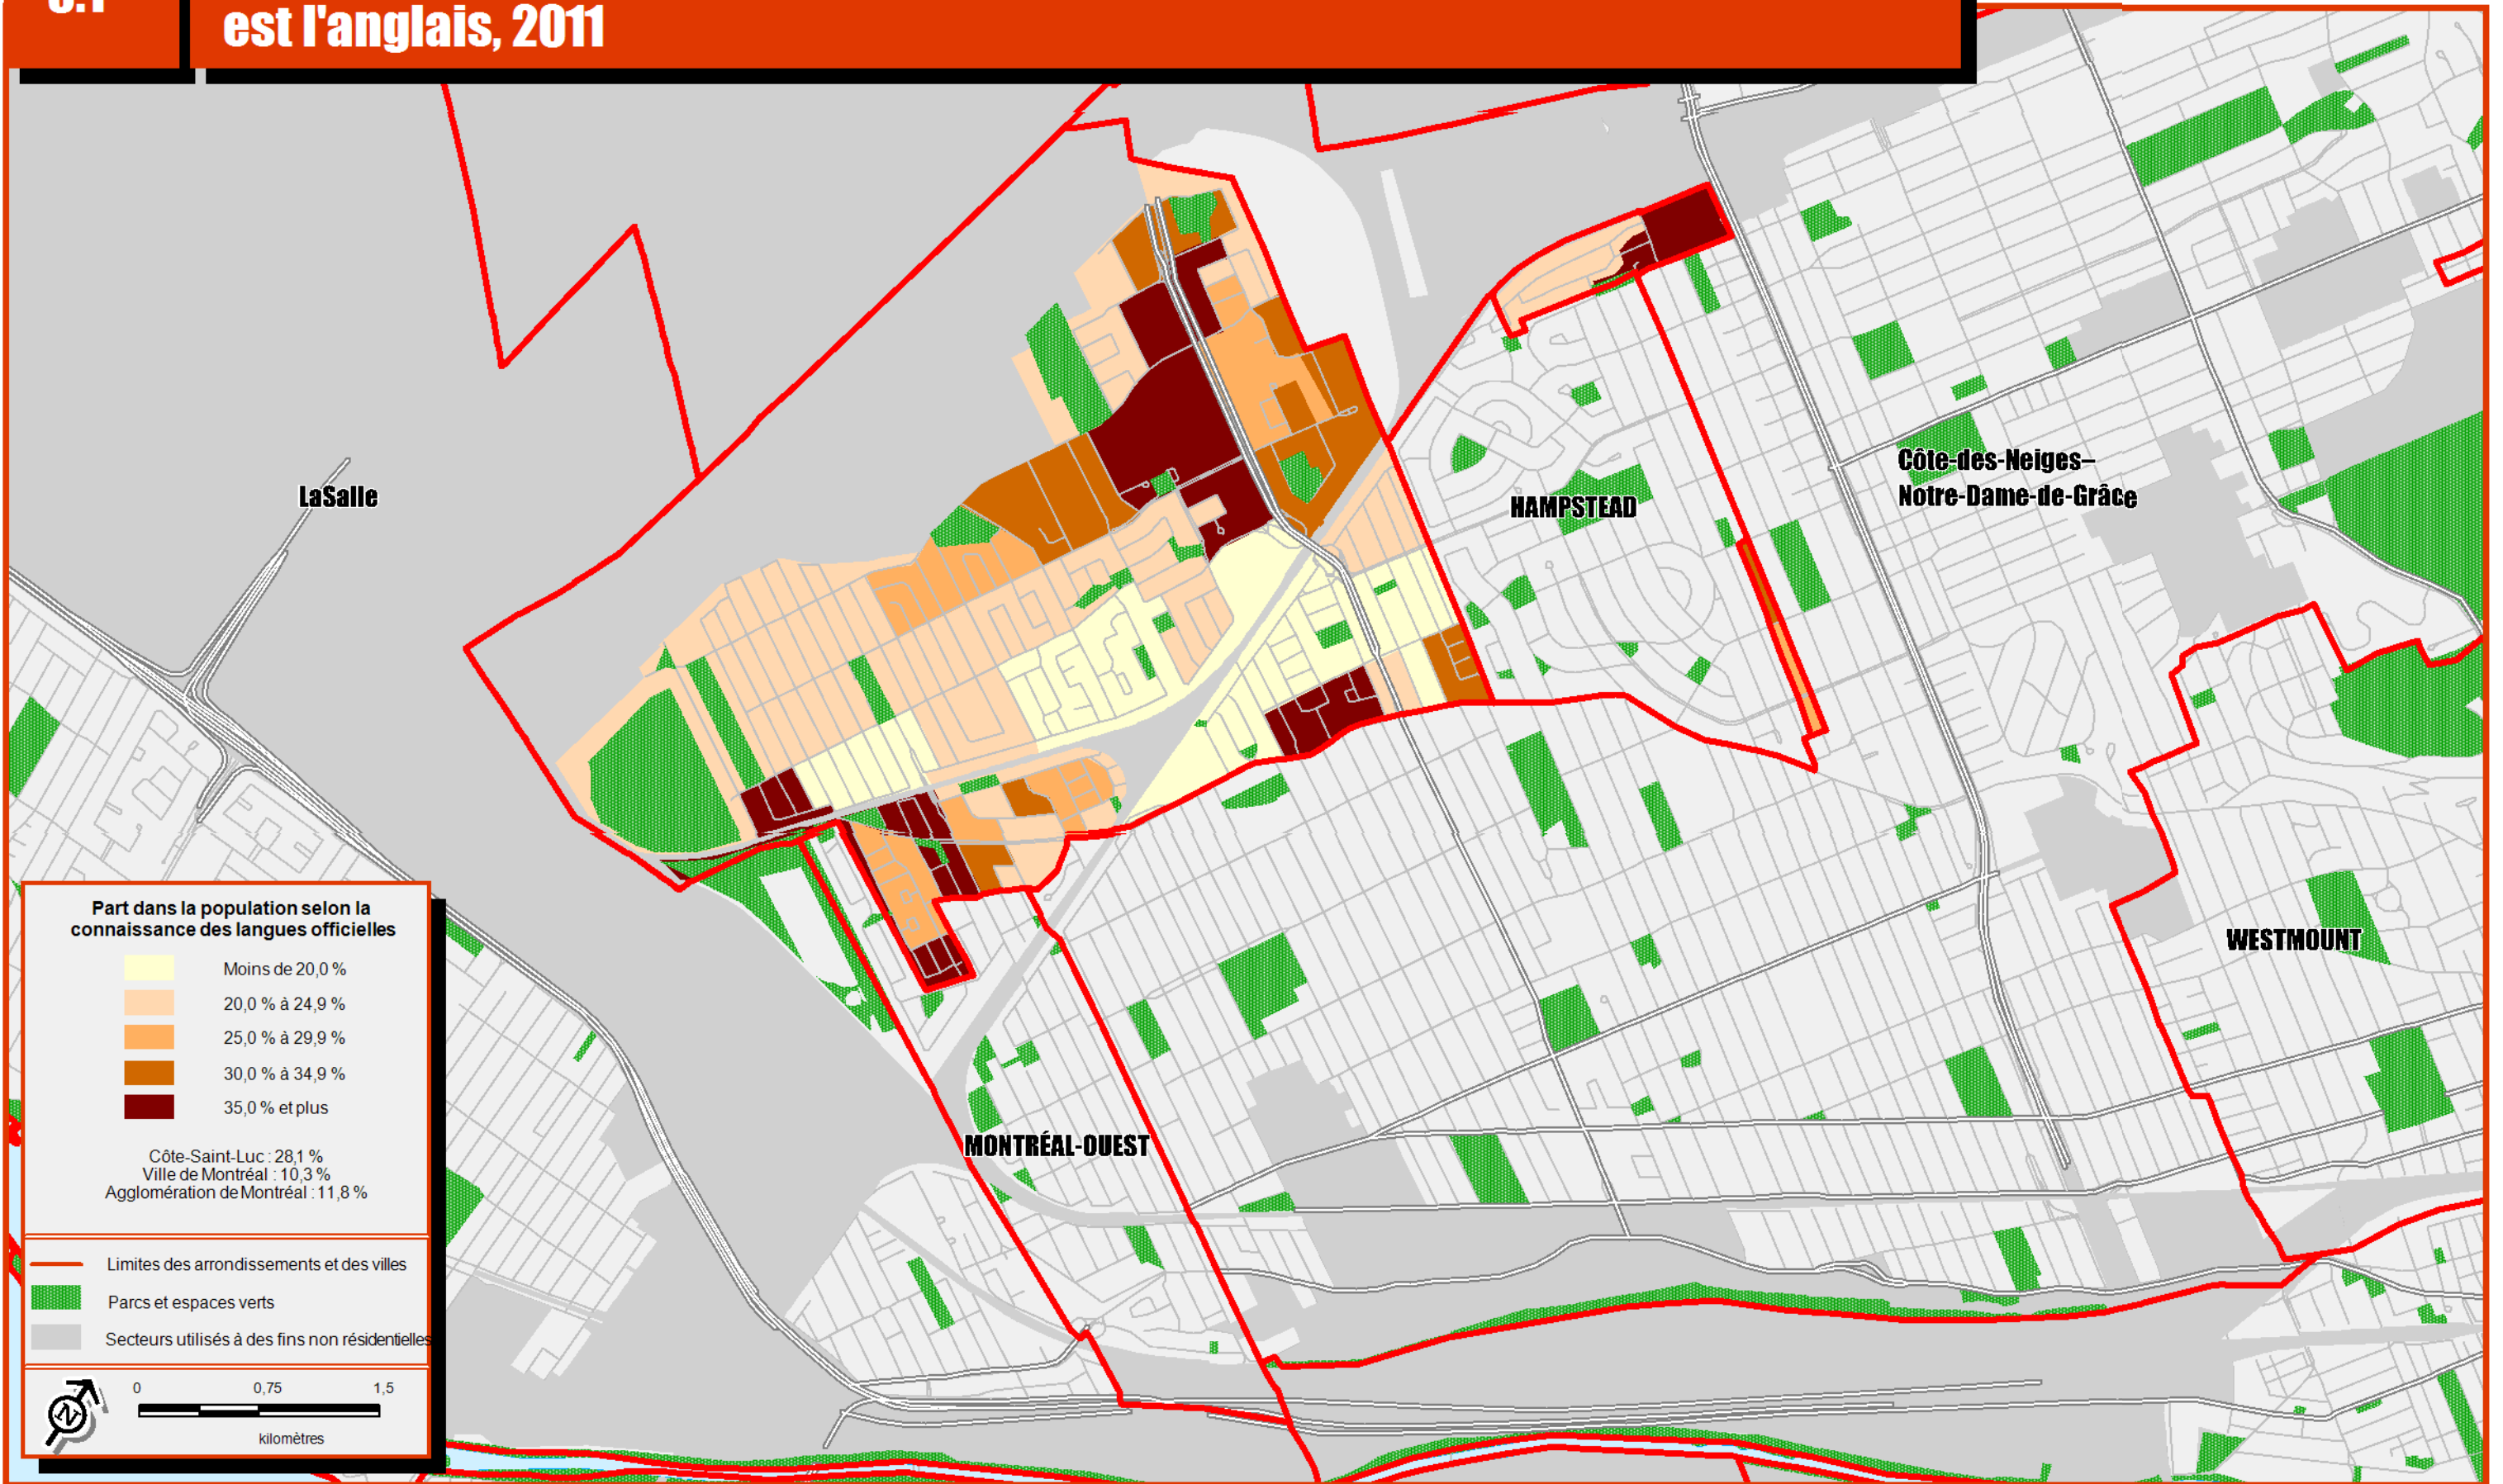 est l'anglais, 2011
LaSalle
HAMPSTEAD
Côte-des-Neiges–
Notre-Dame-de-Grâce
WESTMOUNT
MONTRÉAL-OUEST
Part dans la population selon la
connaissance des langues officielles
Moins de 20,0 %
20,0 % à 24,9 %
25,0 % à 29,9 %
30,0 % à 34,9 %
35,0 % et plus
Côte-Saint-Luc : 28,1 %
Ville de Montréal : 10,3 %
Agglomération de Montréal : 11,8 %
Limites des arrondissements et des villes
Parcs et espaces verts
Secteurs utilisés à des fins non résidentielles
N
0 0,75 1,5
kilomètres